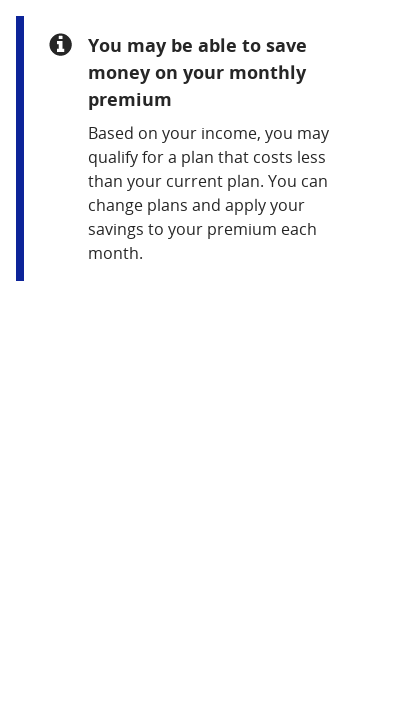 You may be able to save
money on your monthly
premium
Based on your income, you may
qualify for a plan that costs less
than your current plan. You can
change plans and apply your
savings to your premium each
month.